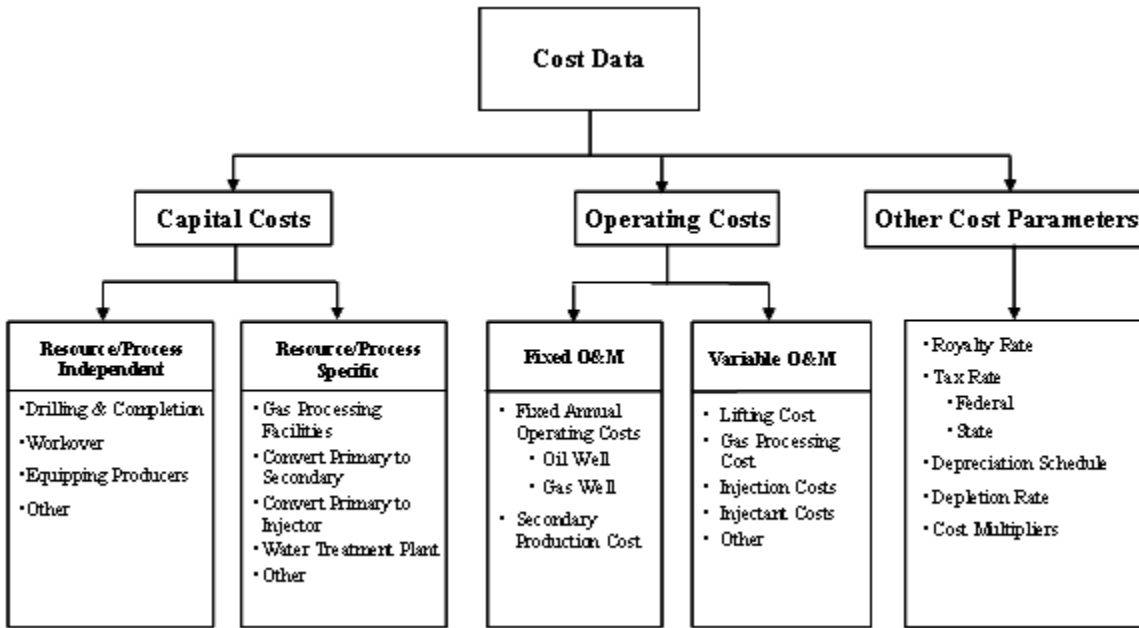 Cost Data
Capital Costs
Operating Costs
Other Cost Parameters
Resource/Process
Independent
•Drilling & Completion
•Workover
•Equipping Producers
•Other
Resource/Process
Specific
• Gas Processing
Facilities
• Convert Primary to
Secondary
• Convert Primary to
Injector
• Water Treatment Plant
• Other
Fixed O&M
• Fixed Annual
Operating Costs
• Oil Well
• Gas Well
• Secondary
Production Cost
Variable O&M
• Lifting Cost
• Gas Processing
Cost
• Injection Costs
• Injectant Costs
• Other
• Royalty Rate
• Tax Rate
• Federal
• State
• Depreciation Schedule
• Depletion Rate
• Cost Multipliers